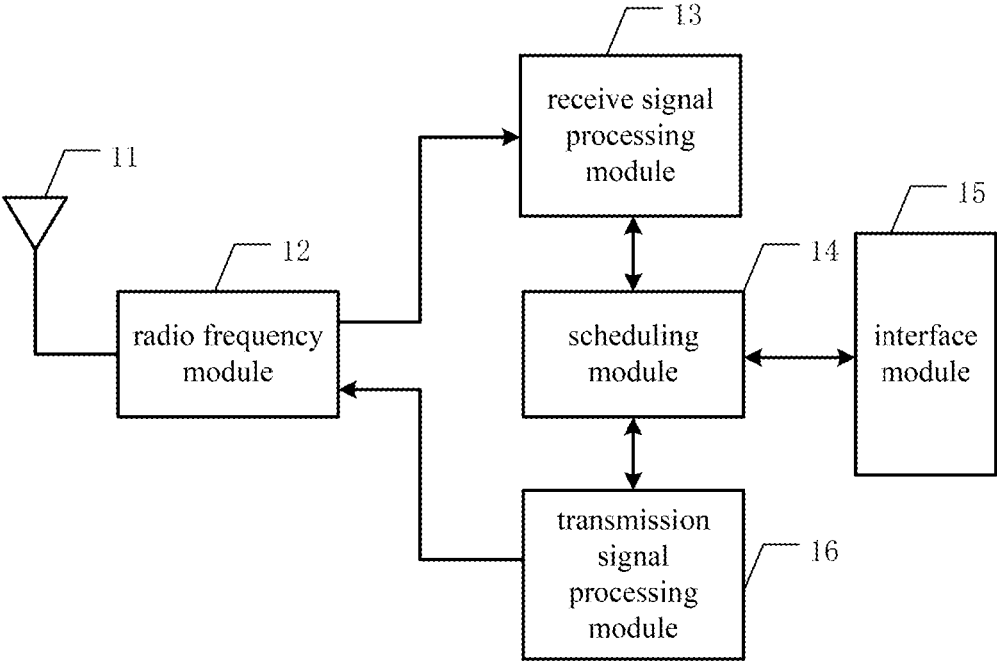 13
receive signal
processing
module
11
12
radio frequency
module
14
scheduling
module
15
interface
module
transmission
signal
processing
module
16